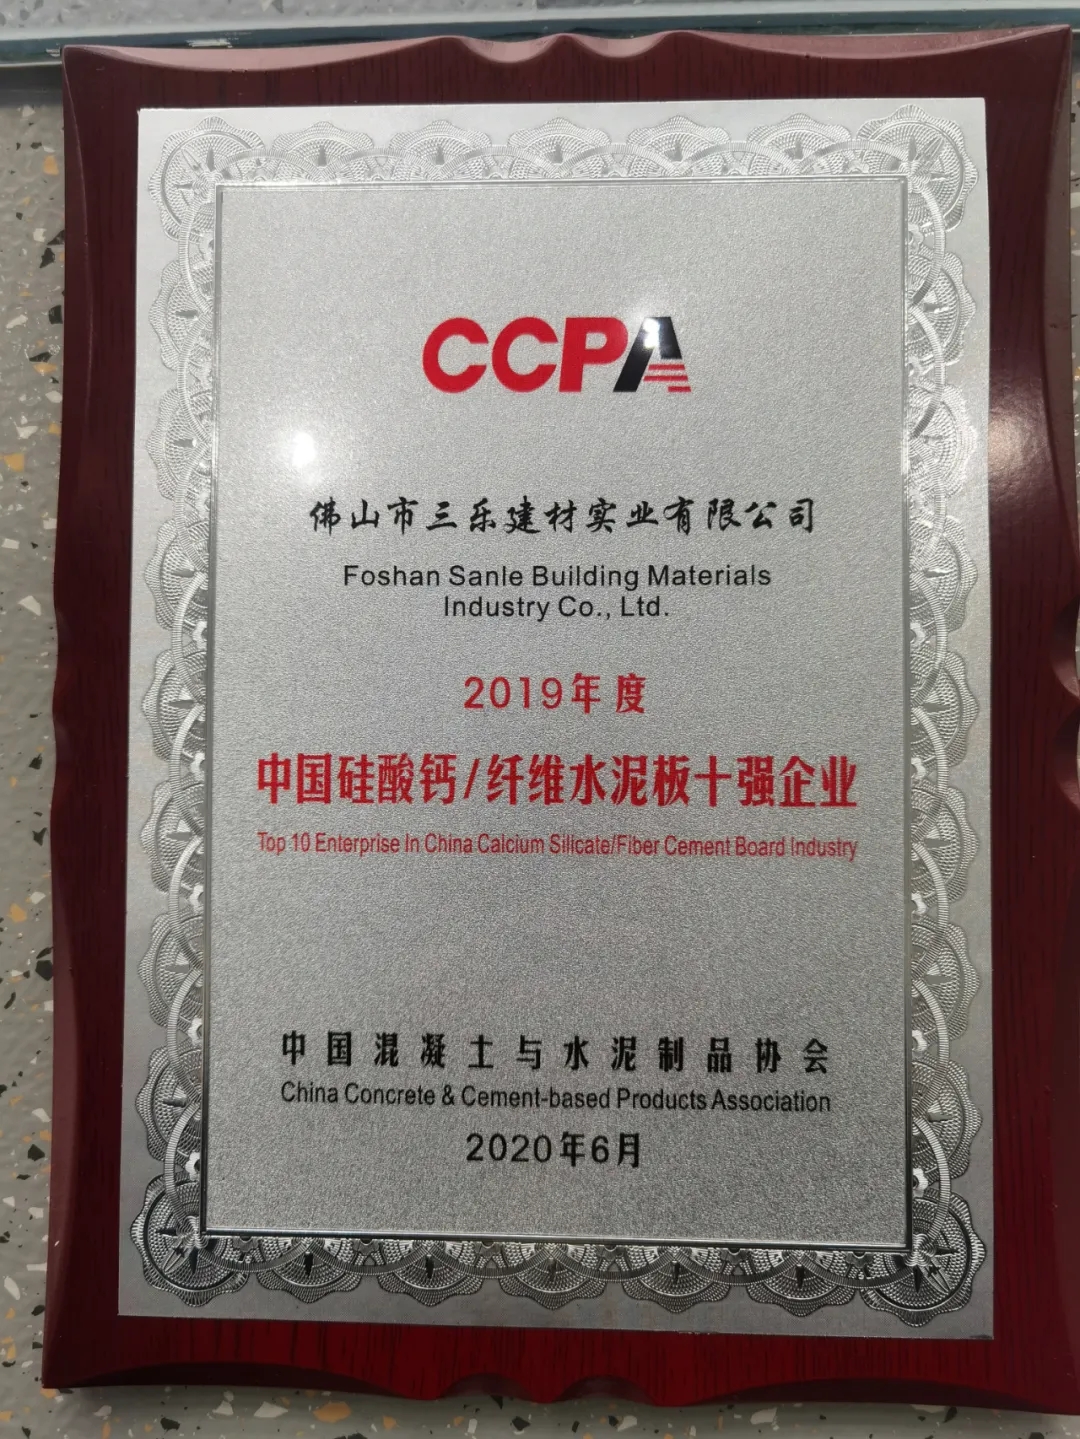 CCPA
佛山市三乐建材实业有限公司
Foshan Sanle Building Materials
Industry Co., Ltd.
2019年度
中国硅酸钙/纤维水泥板十强企业
Top 10 Enterprise In China Calcium Silicate/Fiber Cement Board Industry
中国混凝土与水泥制品协会
China Concrete & Cement-based Products Association
2020年6月